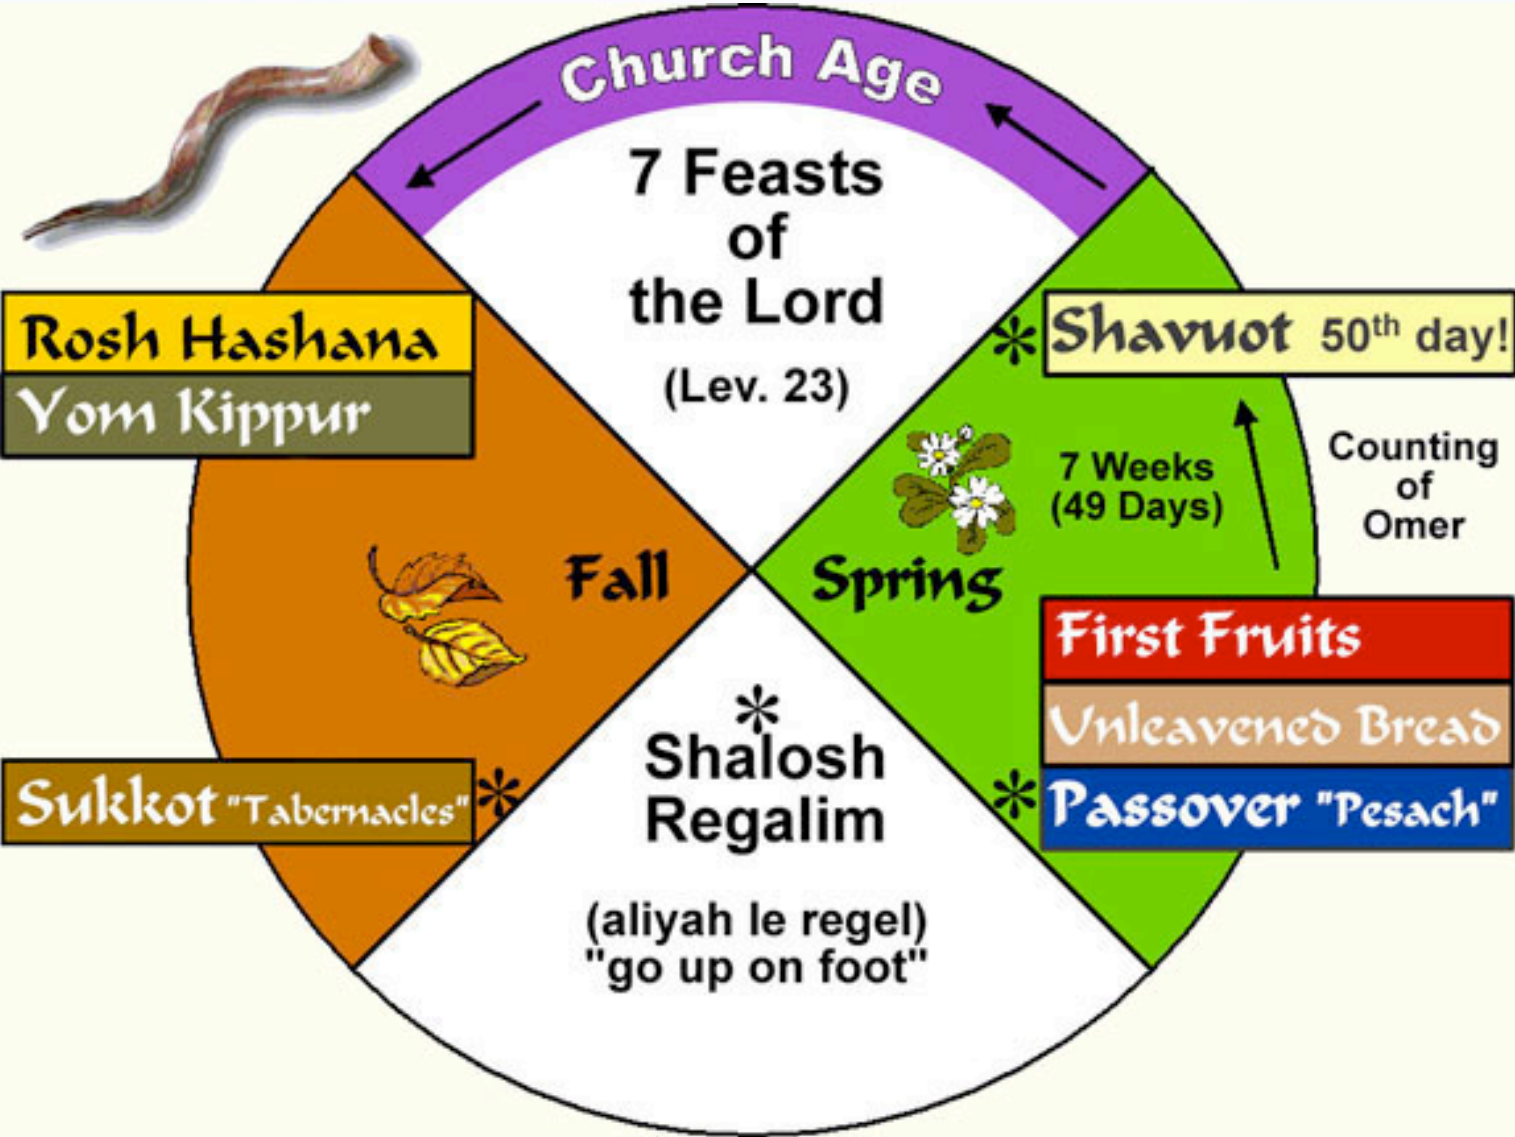 Church Age
7 Feasts
of
the Lord
(Lev. 23)
Rosh Hashana
Yom Kippur
Fall
Sukkot "Tabernacles" *
* Shavuot 50th day!
7 Weeks
(49 Days)
Counting
of
Omer
Spring
First Fruits
Unleavened Bread
* Passover "Pesach"
*
Shalosh
Regalim
(aliyah le regel)
"go up on foot"